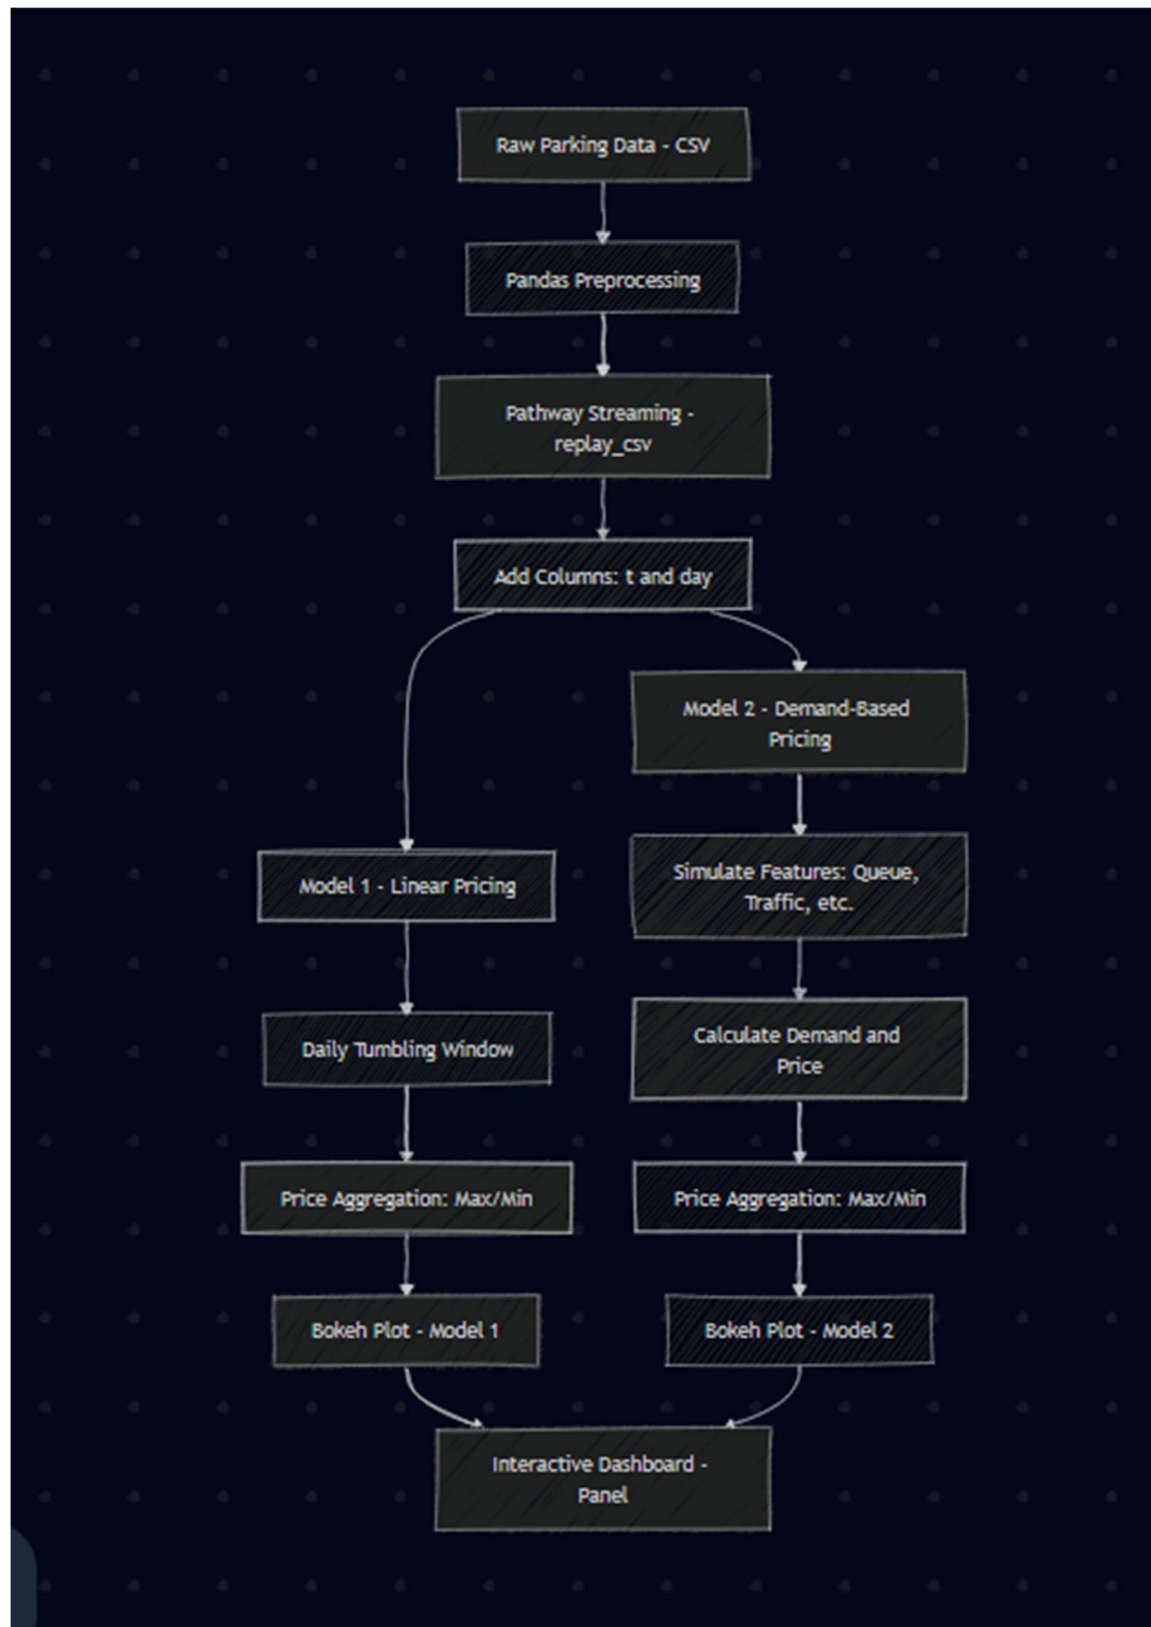 Raw Parking Data - CSV
Pandas Preprocessing
Pathway Streaming -
replay_csv
Add Columns: t and day
Model 2 - Demand-Based
Pricing
Model 1 - Linear Pricing
Simulate Features: Queue,
Traffic, etc.
Daily Tumbling Window
Calculate Demand and
Price
Price Aggregation: Max/Min
Price Aggregation: Max/Min
Bokeh Plot - Model 1
Bokeh Plot - Model 2
Interactive Dashboard -
Panel